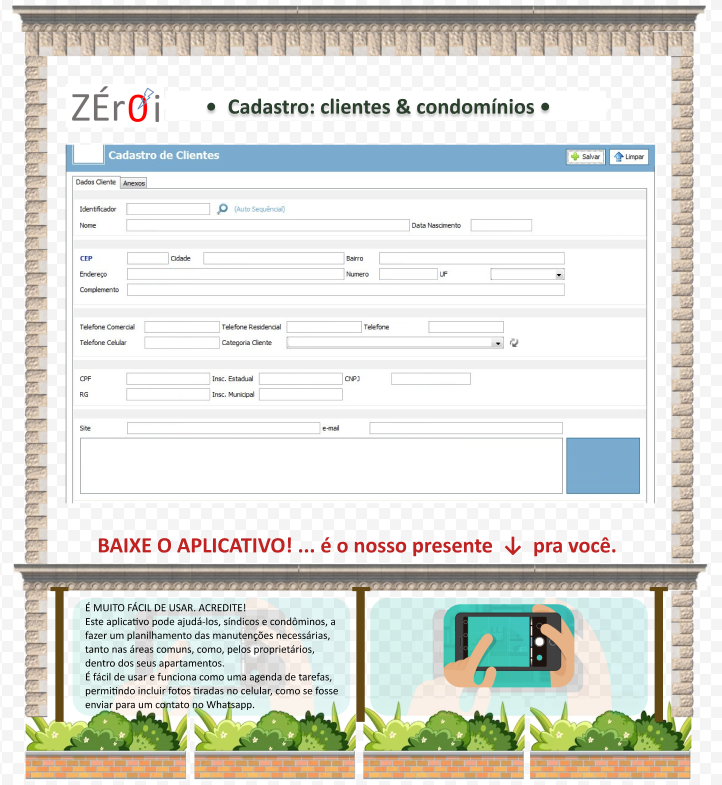 ZÉr0i
• Cadastro: clientes & condomínios •
Cadastro de Clientes
Salvar
Limpar
Dados Cliente
Anexos
Identificador
(Auto Sequêncial)
Nome
Data Nascimento
CEP
Cidade
Bairro
Endereço
Numero
UF
Complemento
Telefone Comercial
Telefone Residencial
Telefone
Telefone Celular
Categoria Cliente
CPF
Insc. Estadual
CNPJ
RG
Insc. Municipal
Site
e-mail
BAIXE O APLICATIVO! ... é o nosso presente ↓ pra você.
É MUITO FÁCIL DE USAR. ACREDITE!
Este aplicativo pode ajudá-los, síndicos e condôminos, a
fazer um planilhamento das manutenções necessárias,
tanto nas áreas comuns, como, pelos proprietários,
dentro dos seus apartamentos.
É fácil de usar e funciona como uma agenda de tarefas,
permitindo incluir fotos tiradas no celular, como se fosse
enviar para um contato no Whatsapp.